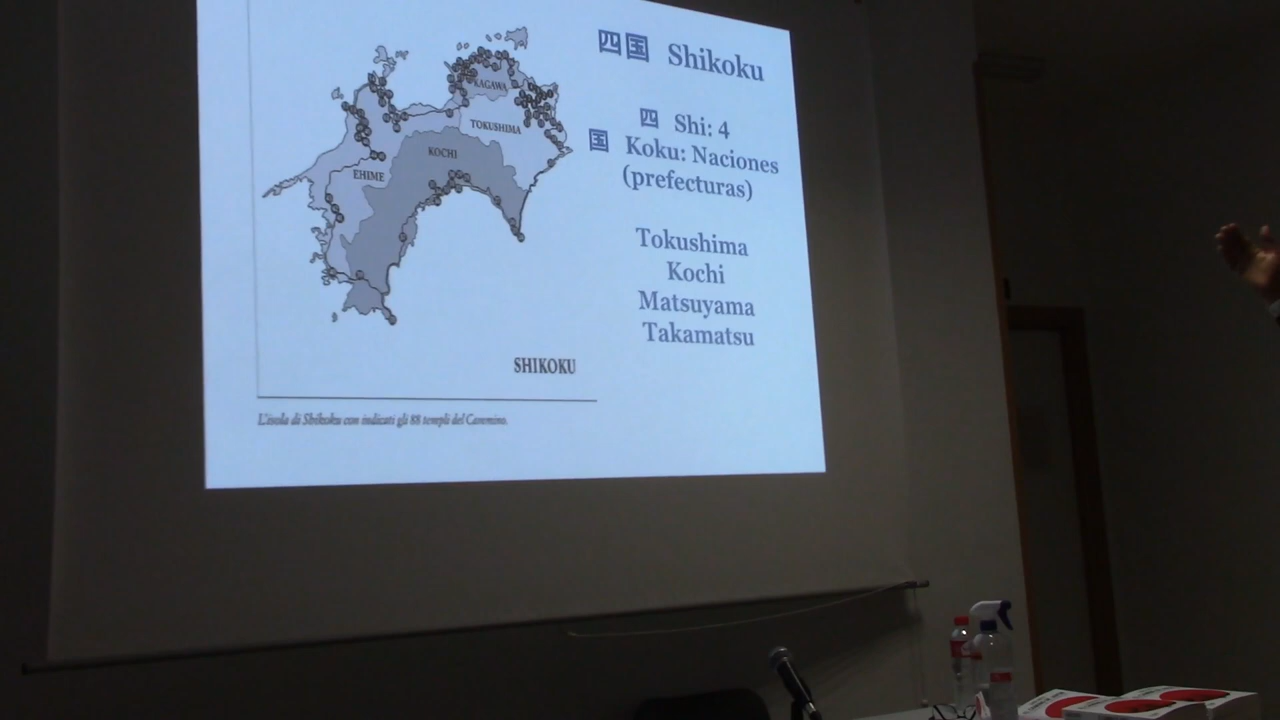 四国 Shikoku
四 Shi: 4
国 Koku: Naciones
(prefecturas)
Tokushima
Kochi
Matsuyama
Takamatsu
KAGAWA
TOKUSHIMA
KOCHI
EHIME
SHIKOKU
L'isola di Shikoku con indicati gli 88 templi del Cammino.